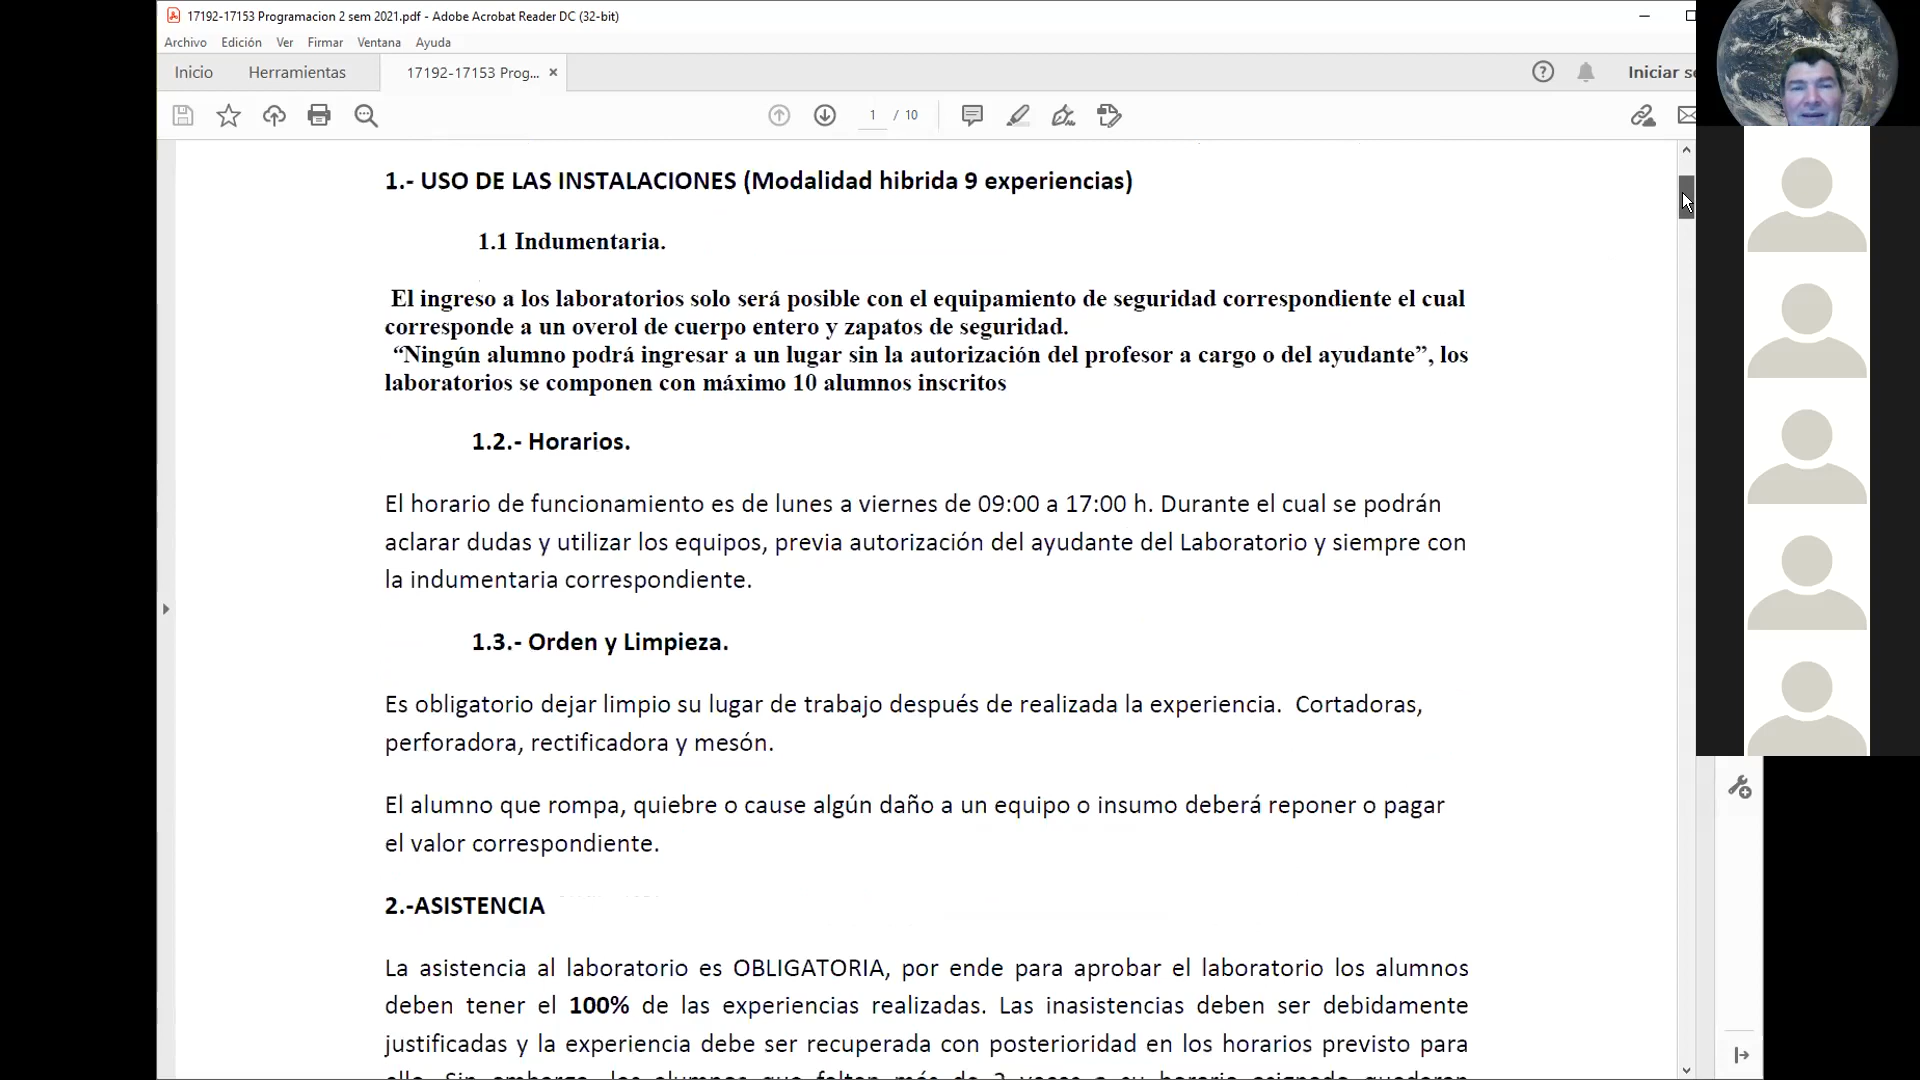 17192-17153 Programacion 2 sem 2021.pdf - Adobe Acrobat Reader DC (32-bit)
Archivo Edición Ver Firmar Ventana Ayuda
Inicio Herramientas 17192-17153 Prog... × Iniciar se
1 / 10
1.- USO DE LAS INSTALACIONES (Modalidad hibrida 9 experiencias)
1.1 Indumentaria.
El ingreso a los laboratorios solo será posible con el equipamiento de seguridad correspondiente el cual
corresponde a un overol de cuerpo entero y zapatos de seguridad.
“Ningún alumno podrá ingresar a un lugar sin la autorización del profesor a cargo o del ayudante”, los
laboratorios se componen con máximo 10 alumnos inscritos
1.2.- Horarios.
El horario de funcionamiento es de lunes a viernes de 09:00 a 17:00 h. Durante el cual se podrán
aclarar dudas y utilizar los equipos, previa autorización del ayudante del Laboratorio y siempre con
la indumentaria correspondiente.
1.3.- Orden y Limpieza.
Es obligatorio dejar limpio su lugar de trabajo después de realizada la experiencia. Cortadoras,
perforadora, rectificadora y mesón.
El alumno que rompa, quiebre o cause algún daño a un equipo o insumo deberá reponer o pagar
el valor correspondiente.
2.-ASISTENCIA
La asistencia al laboratorio es OBLIGATORIA, por ende para aprobar el laboratorio los alumnos
deben tener el 100% de las experiencias realizadas. Las inasistencias deben ser debidamente
justificadas y la experiencia debe ser recuperada con posterioridad en los horarios previsto para